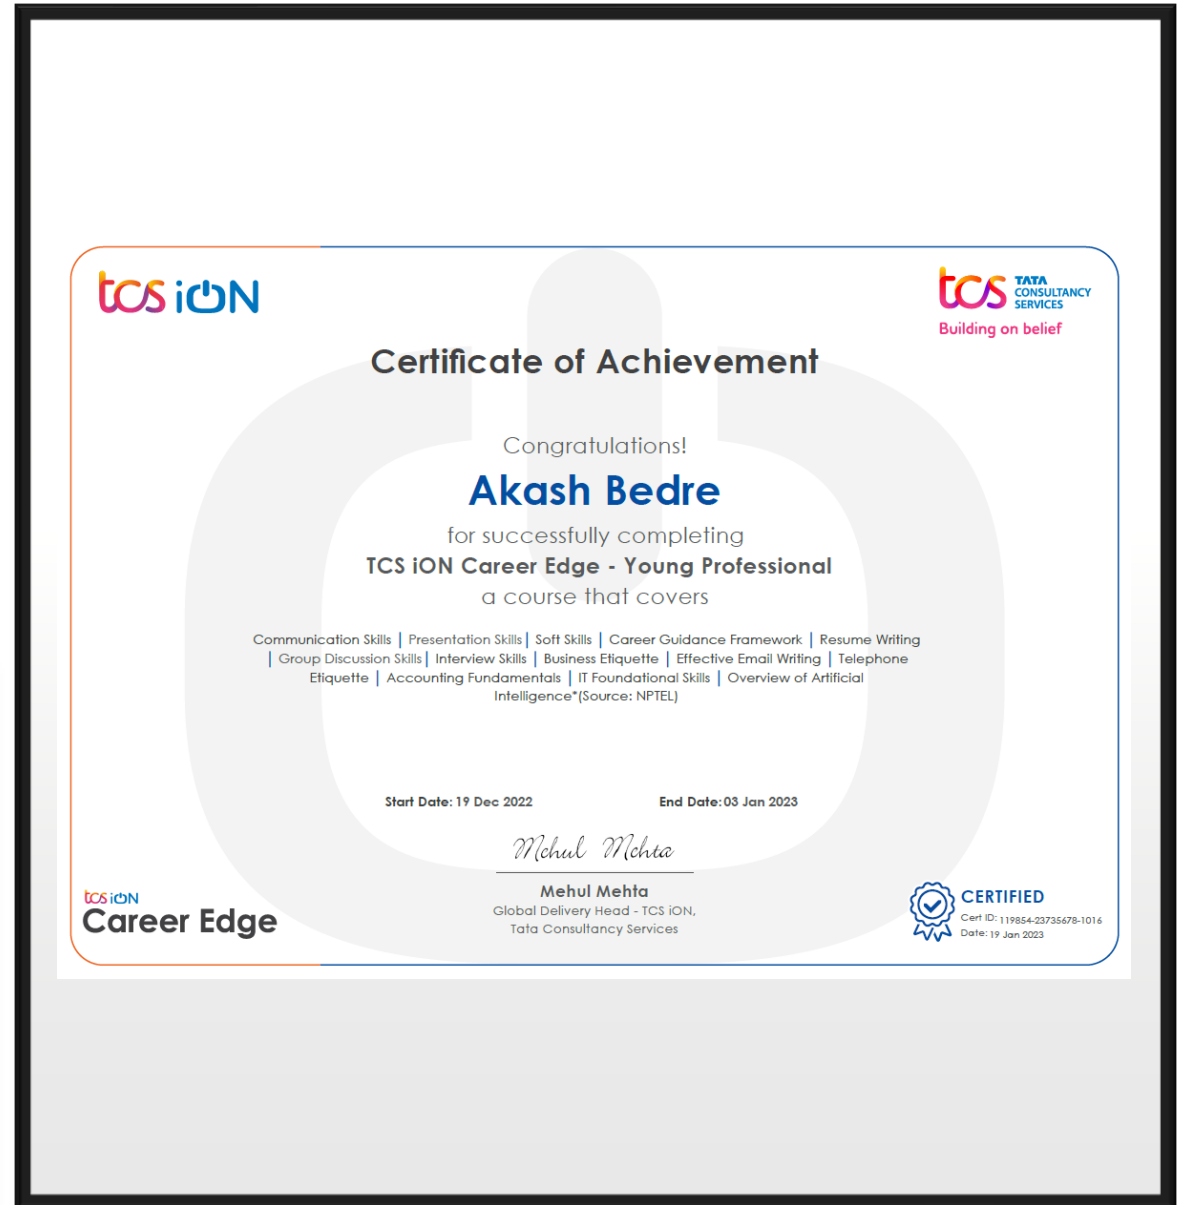 tcs iON
tcs TATA
CONSULTANCY
SERVICES
Building on belief
Certificate of Achievement
Congratulations!
Akash Bedre
for successfully completing
TCS iON Career Edge - Young Professional
a course that covers
Communication Skills | Presentation Skills | Soft Skills | Career Guidance Framework | Resume Writing
| Group Discussion Skills | Interview Skills | Business Etiquette | Effective Email Writing | Telephone
Etiquette | Accounting Fundamentals | IT Foundational Skills | Overview of Artificial
Intelligence*(Source: NPTEL)
Start Date: 19 Dec 2022 End Date: 03 Jan 2023
Mehul Mehta
Mehul Mehta
Global Delivery Head - TCS iON,
Tata Consultancy Services
tcs iON
Career Edge
CERTIFIED
Cert ID: 119854-23735678-1016
Date: 19 Jan 2023